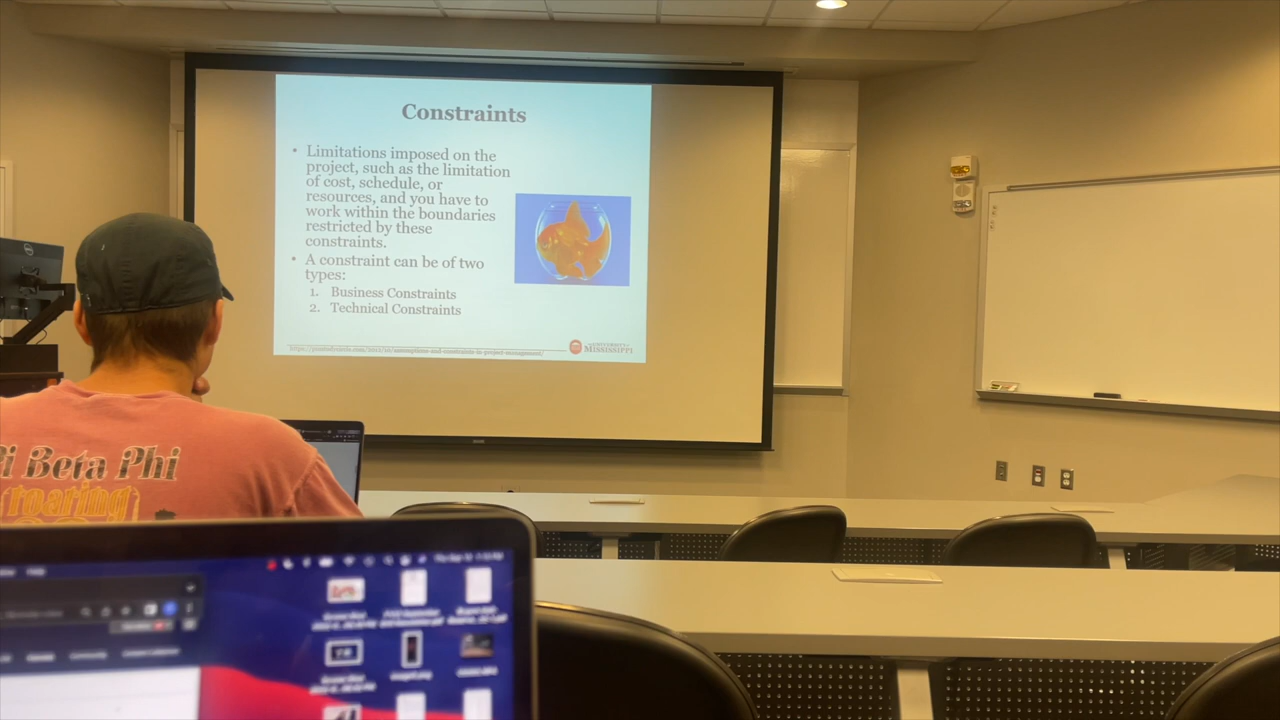 Constraints
• Limitations imposed on the
project, such as the limitation
of cost, schedule, or
resources, and you have to
work within the boundaries
restricted by these
constraints.
• A constraint can be of two
types:
1. Business Constraints
2. Technical Constraints
MISSISSIPPI
Pi Beta Phi
roaring